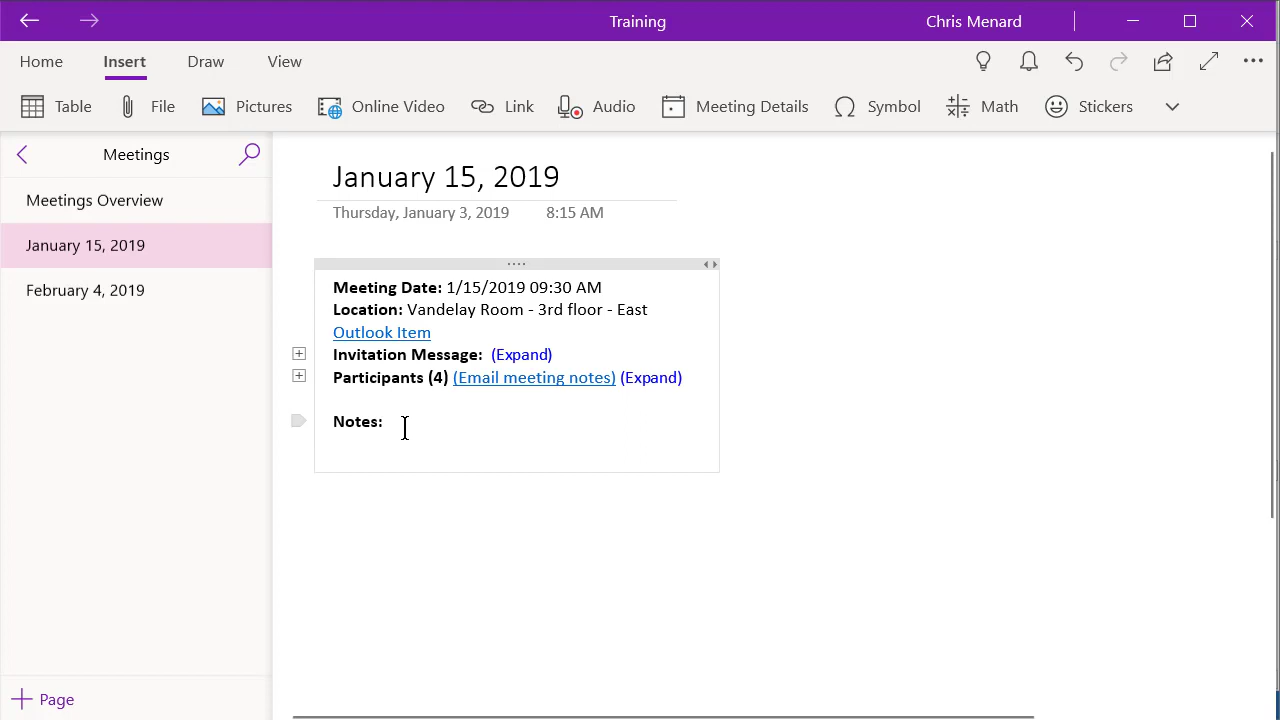 Training
Chris Menard
Home
Insert
Draw
View
Table
File
Pictures
Online Video
Link
Audio
Meeting Details
Symbol
Math
Stickers
Meetings
Meetings Overview
January 15, 2019
February 4, 2019
Page
January 15, 2019
Thursday, January 3, 2019 8:15 AM
Meeting Date: 1/15/2019 09:30 AM
Location: Vandelay Room - 3rd floor - East
Outlook Item
Invitation Message: (Expand)
Participants (4) (Email meeting notes) (Expand)
Notes: